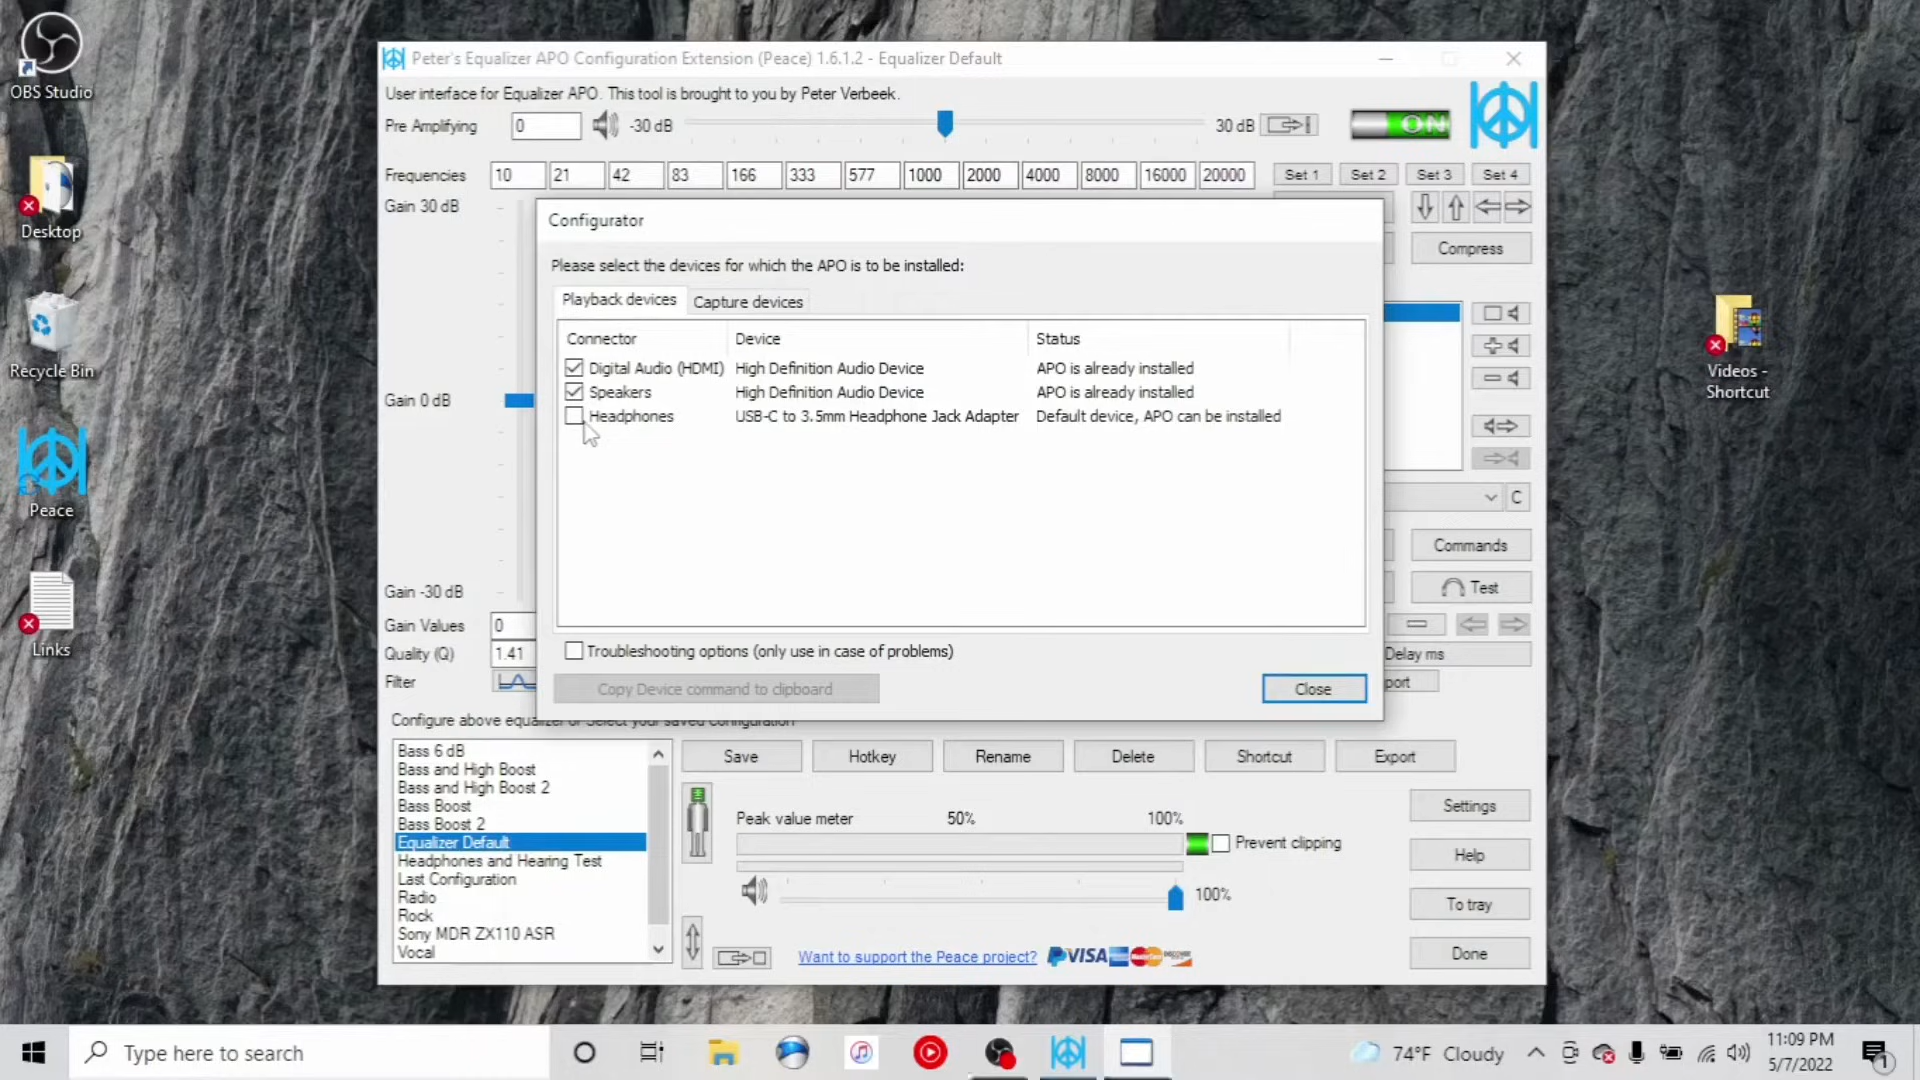 OBS Studio
Desktop
Recycle Bin
Peace
Links
Videos -
Shortcut
Peter's Equalizer APO Configuration Extension (Peace) 1.6.1.2 - Equalizer Default
User interface for Equalizer APO. This tool is brought to you by Peter Verbeek.
Pre Amplifying 0 -30 dB 30 dB ON
Frequencies 10 21 42 83 166 333 577 1000 2000 4000 8000 16000 20000 Set 1 Set 2 Set 3 Set 4
Gain 30 dB
Compress
Gain 0 dB
C
Commands
Test
Gain -30 dB
Gain Values 0
Quality (Q) 1.41 Delay ms
Filter port
Configurator
Please select the devices for which the APO is to be installed:
Playback devices Capture devices
Connector Device Status
Digital Audio (HDMI) High Definition Audio Device APO is already installed
Speakers High Definition Audio Device APO is already installed
Headphones USB-C to 3.5mm Headphone Jack Adapter Default device, APO can be installed
Troubleshooting options (only use in case of problems)
Copy Device command to clipboard Close
Configure above equalizer or Select your saved Configuration
Bass 6 dB
Bass and High Boost
Bass and High Boost 2
Bass Boost
Bass Boost 2
Equalizer Default
Headphones and Hearing Test
Last Configuration
Radio
Rock
Sony MDR ZX110 ASR
Vocal
Save Hotkey Rename Delete Shortcut Export
Peak value meter 50% 100%
Prevent clipping
100%
Settings
Help
To tray
Done
Want to support the Peace project? VISA
Type here to search
74°F Cloudy
11:09 PM
5/7/2022
1